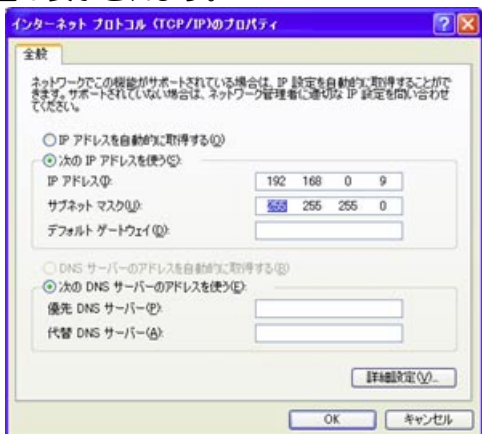 インターネット プロトコル (TCP/IP)のプロパティ
全般
ネットワークでこの機能がサポートされている場合は、IP 設定を自動的に取得することがで
きます。サポートされていない場合は、ネットワーク管理者に適切な IP 設定を問い合わせ
てください。
IP アドレスを自動的に取得する(O)
次の IP アドレスを使う(S):
IP アドレス(I): 192 168 0 9
サブネット マスク(U): 255 255 255 0
デフォルト ゲートウェイ(D):
DNS サーバーのアドレスを自動的に取得する(B)
次の DNS サーバーのアドレスを使う(E):
優先 DNS サーバー(P):
代替 DNS サーバー(A):
詳細設定(V)...
OK キャンセル